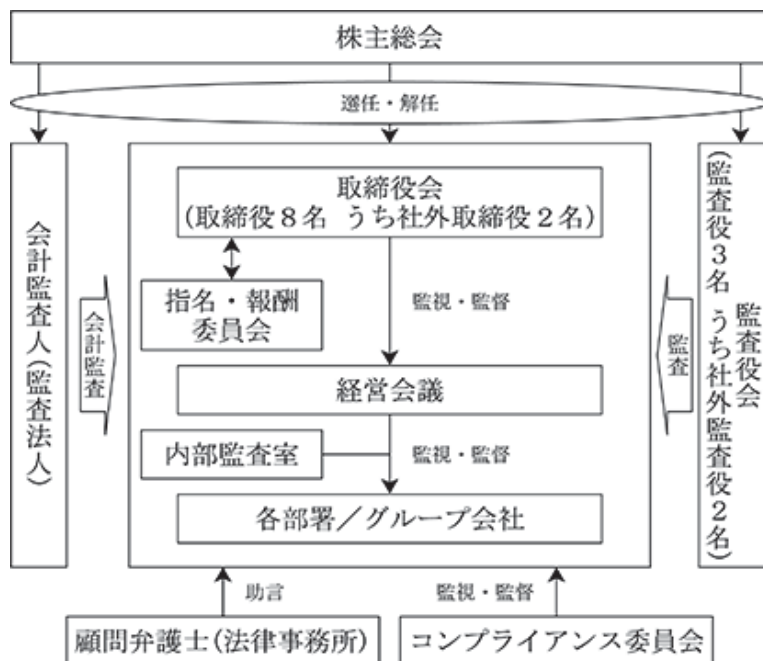 株主総会
選任・解任
会計監査人(監査法人)
会計監査
取締役会
(取締役8名 うち社外取締役2名)
指名・報酬
委員会
監視・監督
経営会議
内部監査室
監視・監督
各部署/グループ会社
監査
監査役会
(監査役3名 うち社外監査役2名)
助言
監視・監督
顧問弁護士(法律事務所)
コンプライアンス委員会